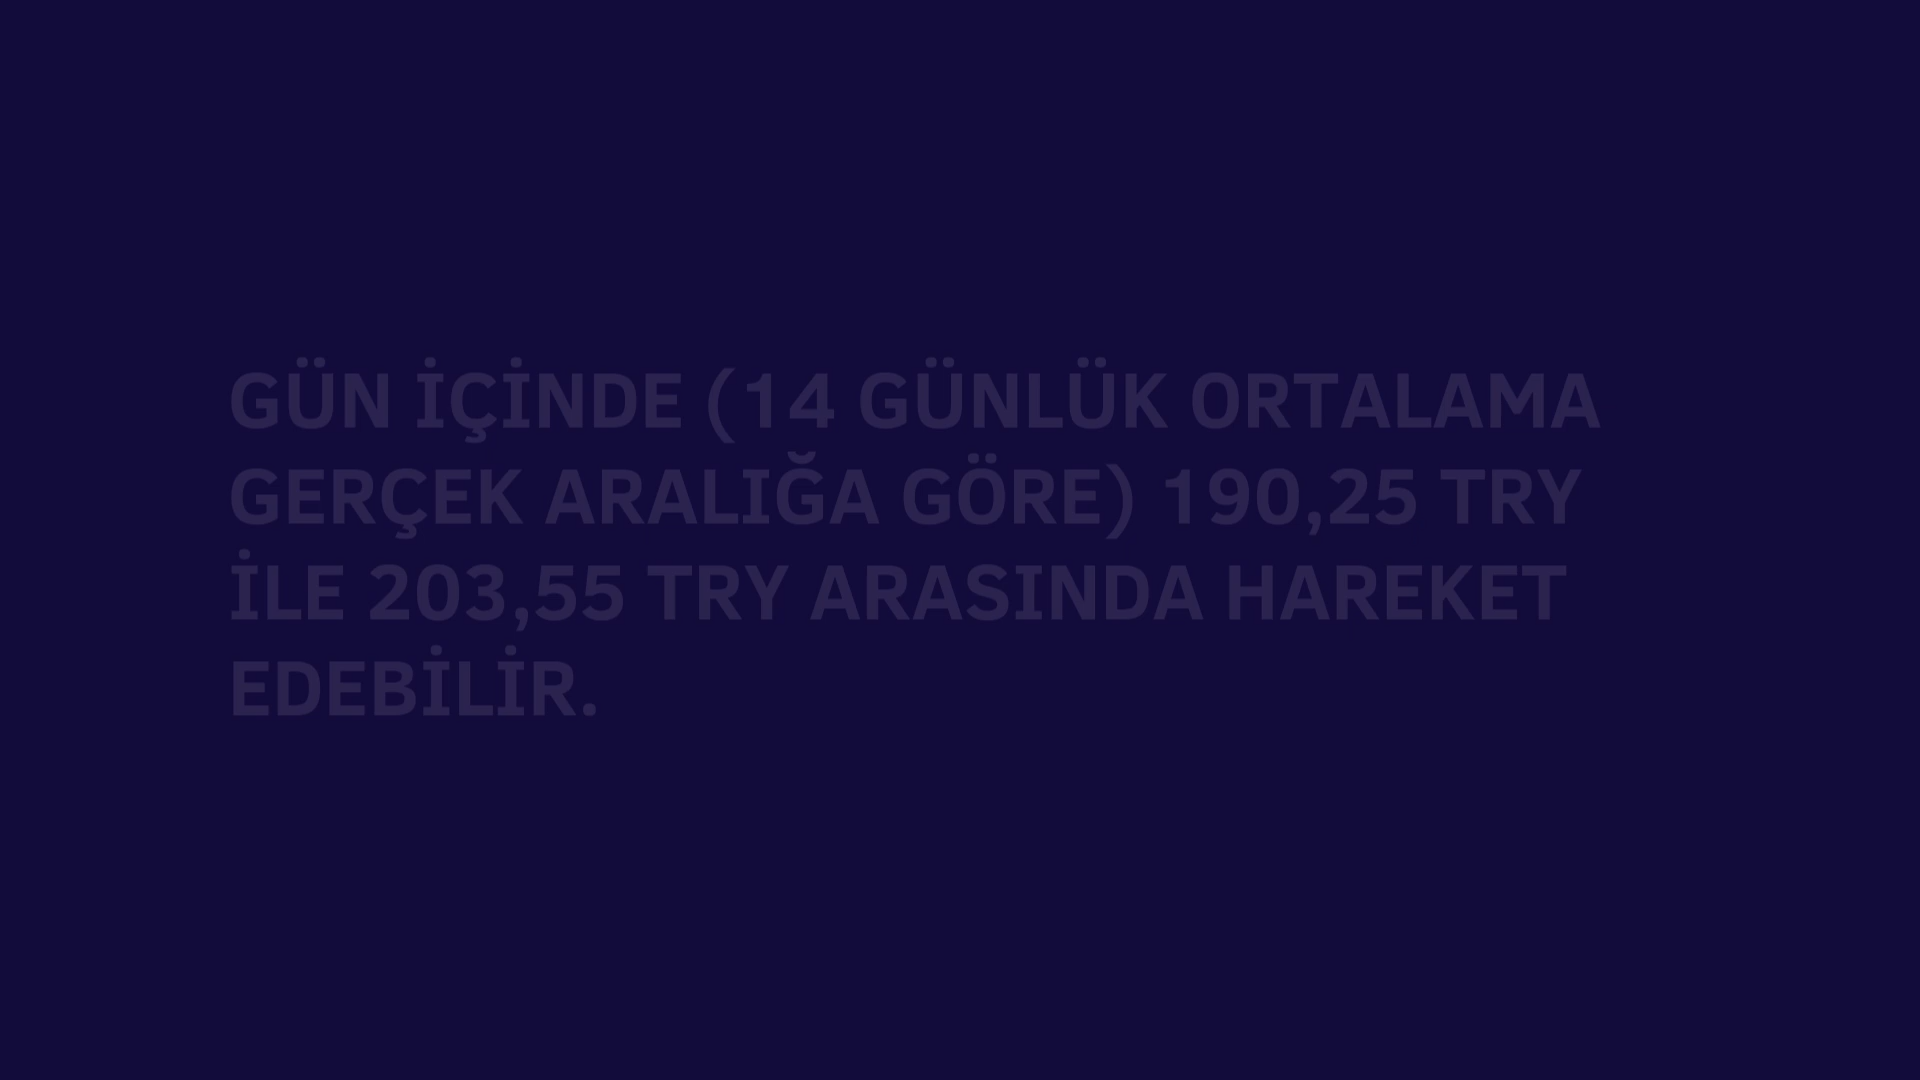 GÜN İÇİNDE (14 GÜNLÜK ORTALAMA
GERÇEK ARALIĞA GÖRE) 190,25 TRY
İLE 203,55 TRY ARASINDA HAREKET
EDEBİLİR.